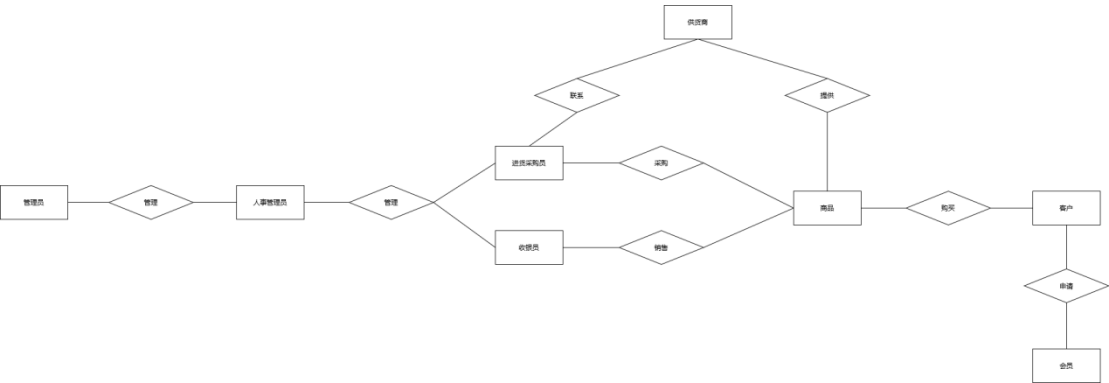 供货商
联系
提供
进货采购员
采购
管理员
管理
人事管理员
管理
商品
购买
客户
收银员
销售
申请
会员